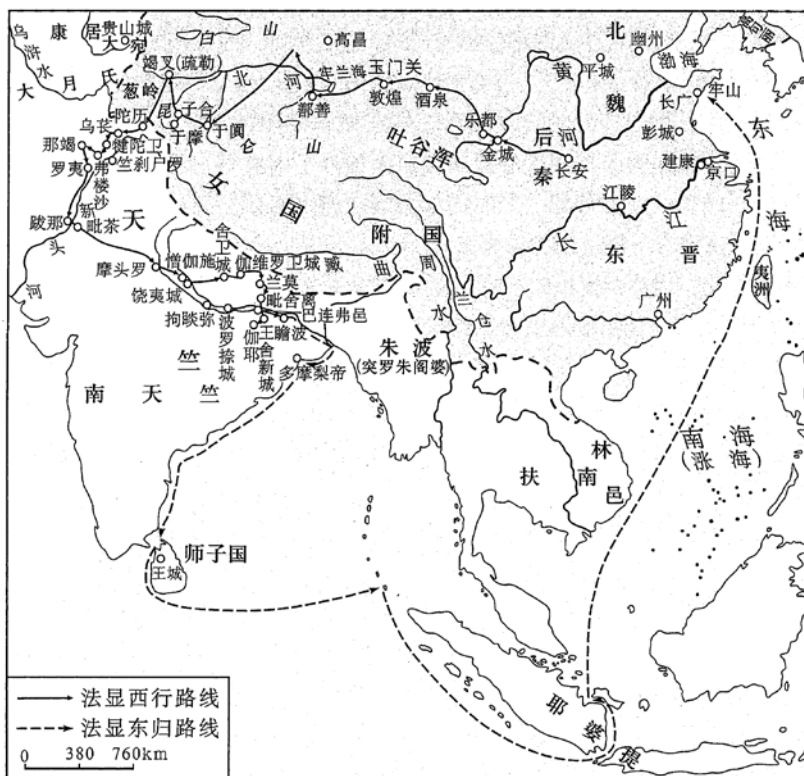 乌浒水
康居
贵山城
大宛
大月氏
白山
高昌
北
幽州
渤海
竭叉(疏勒)
北河
牢兰海
玉门关
黄河
平城
魏
葱岭
子合
鄯善
敦煌
酒泉
长广
牢山
东海
陀历
昆仑山
于摩
于阗
乐都
后秦
彭城
乌苌
犍陀卫
吐谷浑
金城
长安
建康
京口
那竭
竺刹尸罗
罗夷
弗楼沙
女国
江陵
长江
跋那
新头河
毗荼
天竺
附国
东晋
舍卫城
摩头罗
僧伽施
伽维罗卫城
藏曲
周水
兰仓水
夷洲
饶夷城
兰莫
毗舍离
广州
拘睒弥
巴连弗邑
波罗捺城
伽耶
王舍新城
瞻波
朱波
(突罗朱阁婆)
南天竺
多摩梨帝
南海
(涨海)
林邑
扶南
师子国
王城
耶婆提
法显西行路线
法显东归路线
0 380 760km